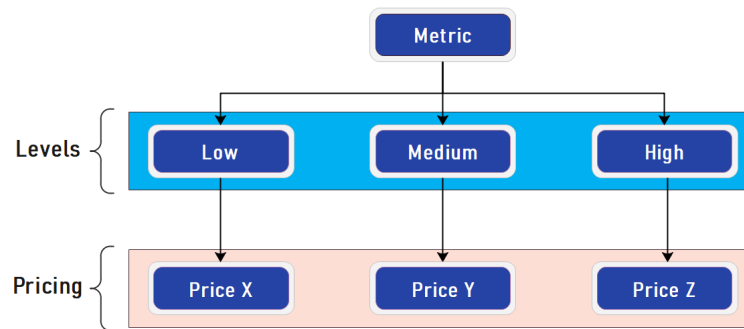 Metric
Levels
Low
Medium
High
Pricing
Price X
Price Y
Price Z